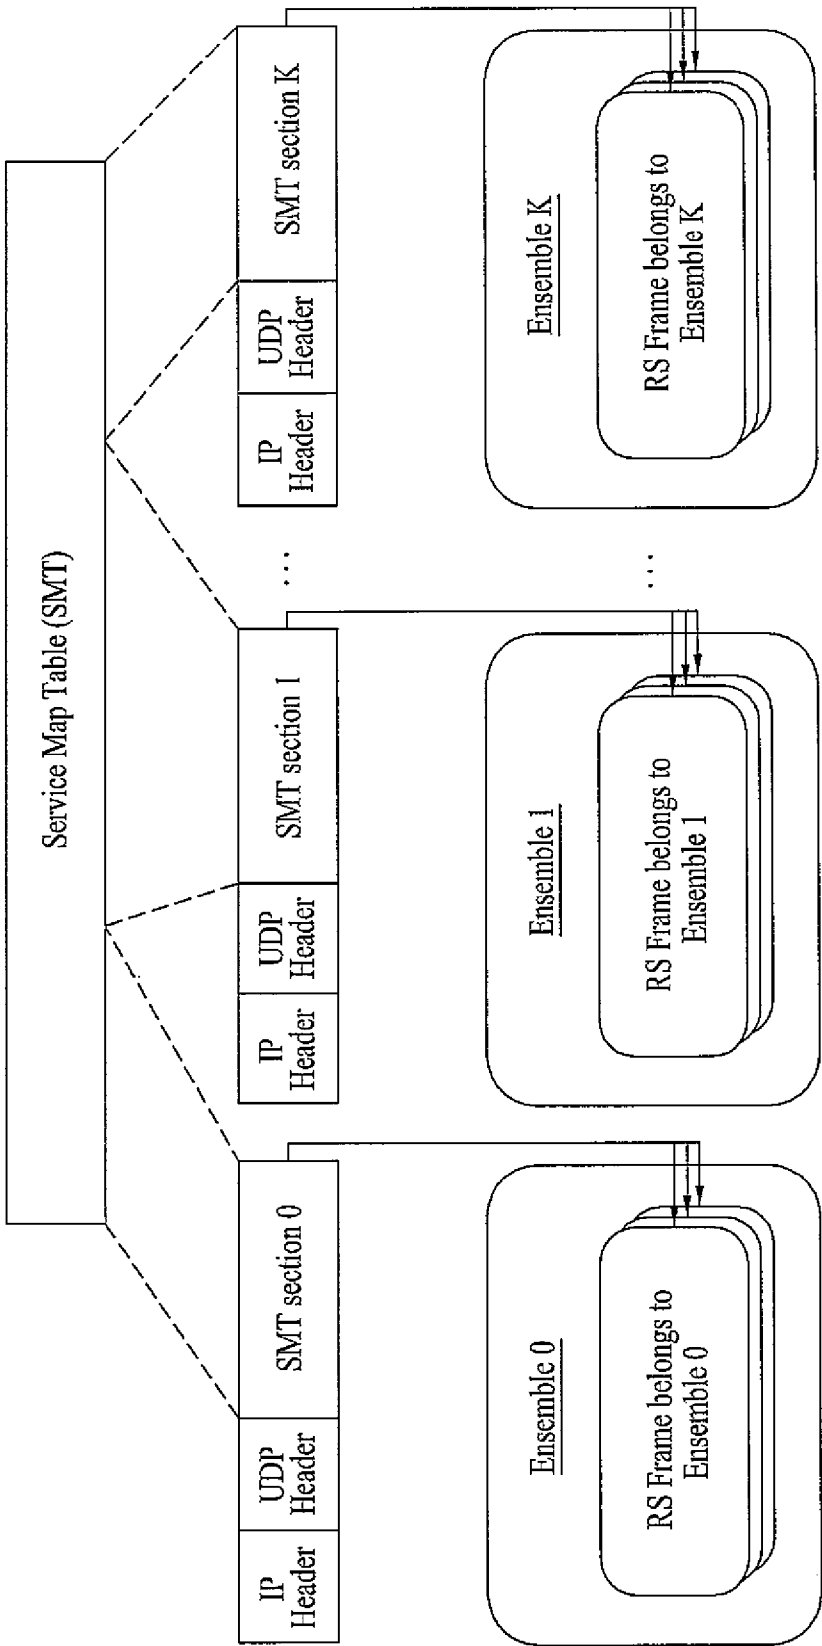 Service Map Table (SMT)
IP
Header
UDP
Header
SMT section 0
IP
Header
UDP
Header
SMT section 1
...
IP
Header
UDP
Header
SMT section K
Ensemble 0
RS Frame belongs to
Ensemble 0
Ensemble 1
RS Frame belongs to
Ensemble 1
...
Ensemble K
RS Frame belongs to
Ensemble K